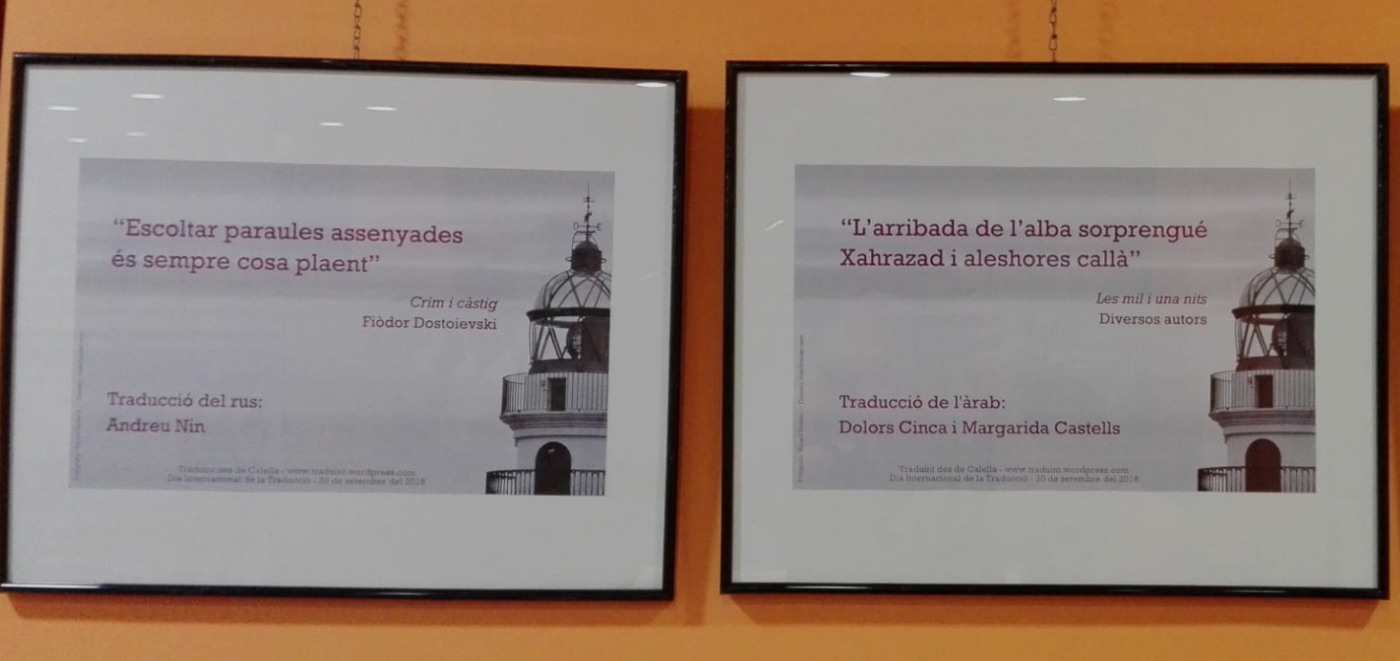 “Escoltar paraules assenyades
és sempre cosa plaent”
Crim i càstig
Fiòdor Dostoievski
Traducció del rus:
Andreu Nin
Traduint des de Calella - www.traduint.wordpress.com
Dia Internacional de la Traducció - 30 de setembre del 2018
“L’arribada de l’alba sorprengué
Xahrazad i aleshores callà”
Les mil i una nits
Diversos autors
Traducció de l'àrab:
Dolors Cinca i Margarida Castells
Traduint des de Calella - www.traduint.wordpress.com
Dia Internacional de la Traducció - 30 de setembre del 2018